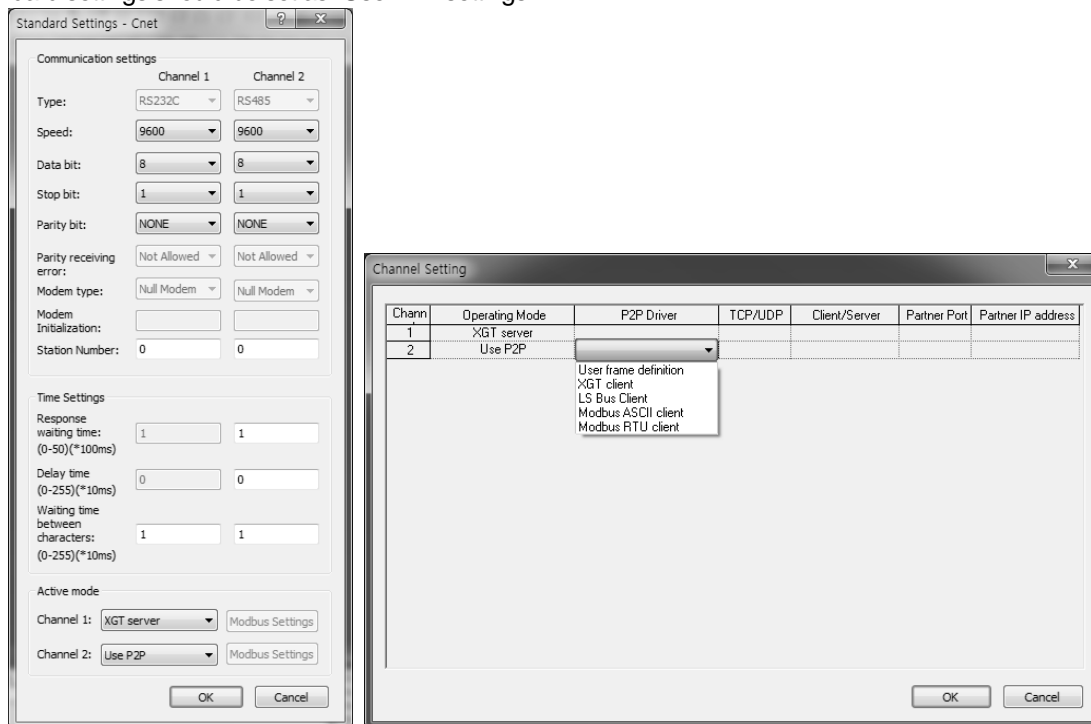 Standard Settings - Cnet
Communication settings
Channel 1 Channel 2
Type: RS232C RS485
Speed: 9600 9600
Data bit: 8 8
Stop bit: 1 1
Parity bit: NONE NONE
Parity receiving error: Not Allowed Not Allowed
Modem type: Null Modem Null Modem
Modem Initialization:
Station Number: 0 0
Time Settings
Response
waiting time: 1 1
(0-50)(*100ms)
Delay time 0 0
(0-255)(*10ms)
Waiting time
between
characters: 1 1
(0-255)(*10ms)
Active mode
Channel 1: XGT server Modbus Settings
Channel 2: Use P2P Modbus Settings
OK Cancel
Channel Setting
Chann Operating Mode P2P Driver TCP/UDP Client/Server Partner Port Partner IP address
1 XGT server
2 Use P2P
User frame definition
XGT client
LS Bus Client
Modbus ASCII client
Modbus RTU client
OK Cancel